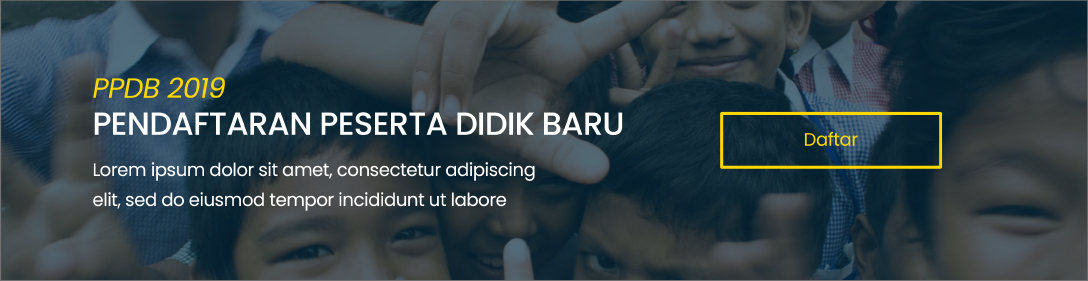 PPDB 2019
PENDAFTARAN PESERTA DIDIK BARU
Lorem ipsum dolor sit amet, consectetur adipiscing
elit, sed do eiusmod tempor incididunt ut labore
Daftar